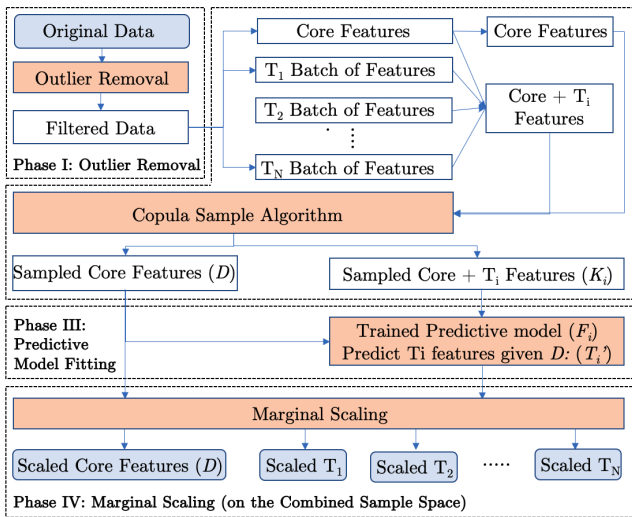 Original Data
Outlier Removal
Filtered Data
Phase I: Outlier Removal
Core Features
T₁ Batch of Features
T₂ Batch of Features
T_N Batch of Features
Core Features
Core + Tᵢ
Features
Copula Sample Algorithm
Sampled Core Features (D)
Sampled Core + Tᵢ Features (Kᵢ)
Phase III:
Predictive
Model Fitting
Trained Predictive model (Fᵢ)
Predict Ti features given D: (Tᵢ’)
Marginal Scaling
Scaled Core Features (D)
Scaled T₁
Scaled T₂
.....
Scaled T_N
Phase IV: Marginal Scaling (on the Combined Sample Space)